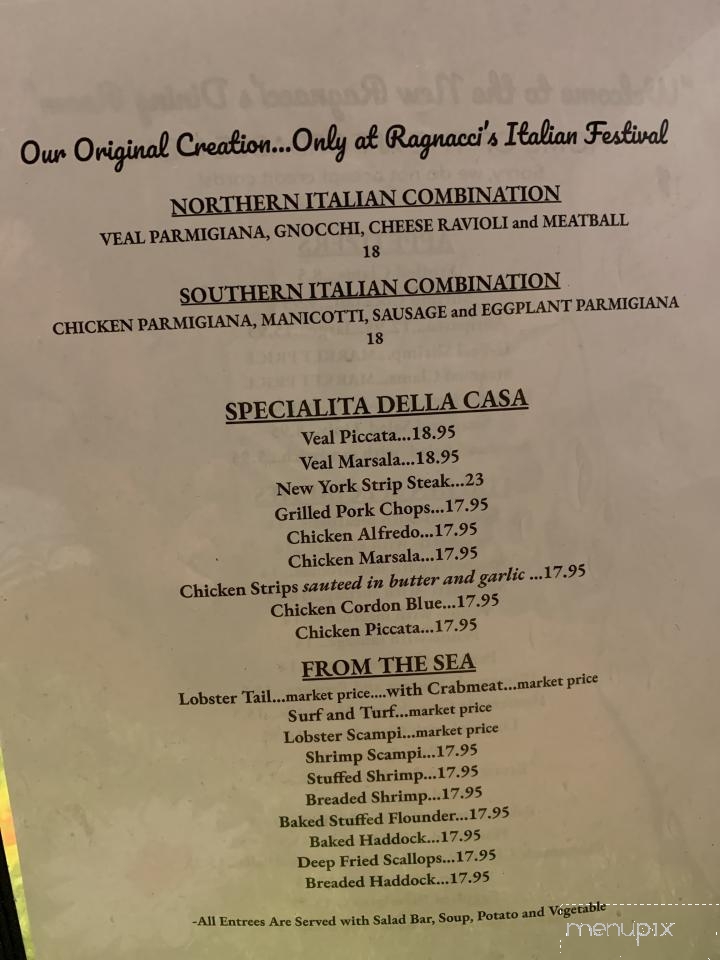 Our Original Creation...Only at Ragnacci's Italian Festival
NORTHERN ITALIAN COMBINATION
VEAL PARMIGIANA, GNOCCHI, CHEESE RAVIOLI and MEATBALL
18
SOUTHERN ITALIAN COMBINATION
CHICKEN PARMIGIANA, MANICOTTI, SAUSAGE and EGGPLANT PARMIGIANA
18
SPECIALITA DELLA CASA
Veal Piccata...18.95
Veal Marsala...18.95
New York Strip Steak...23
Grilled Pork Chops...17.95
Chicken Alfredo...17.95
Chicken Marsala...17.95
Chicken Strips sauteed in butter and garlic ...17.95
Chicken Cordon Blue...17.95
Chicken Piccata...17.95
FROM THE SEA
Lobster Tail...market price....with Crabmeat...market price
Surf and Turf...market price
Lobster Scampi...market price
Shrimp Scampi...17.95
Stuffed Shrimp...17.95
Breaded Shrimp...17.95
Baked Stuffed Flounder...17.95
Baked Haddock...17.95
Deep Fried Scallops...17.95
Breaded Haddock...17.95
-All Entrees Are Served with Salad Bar, Soup, Potato and Vegetable
menupix